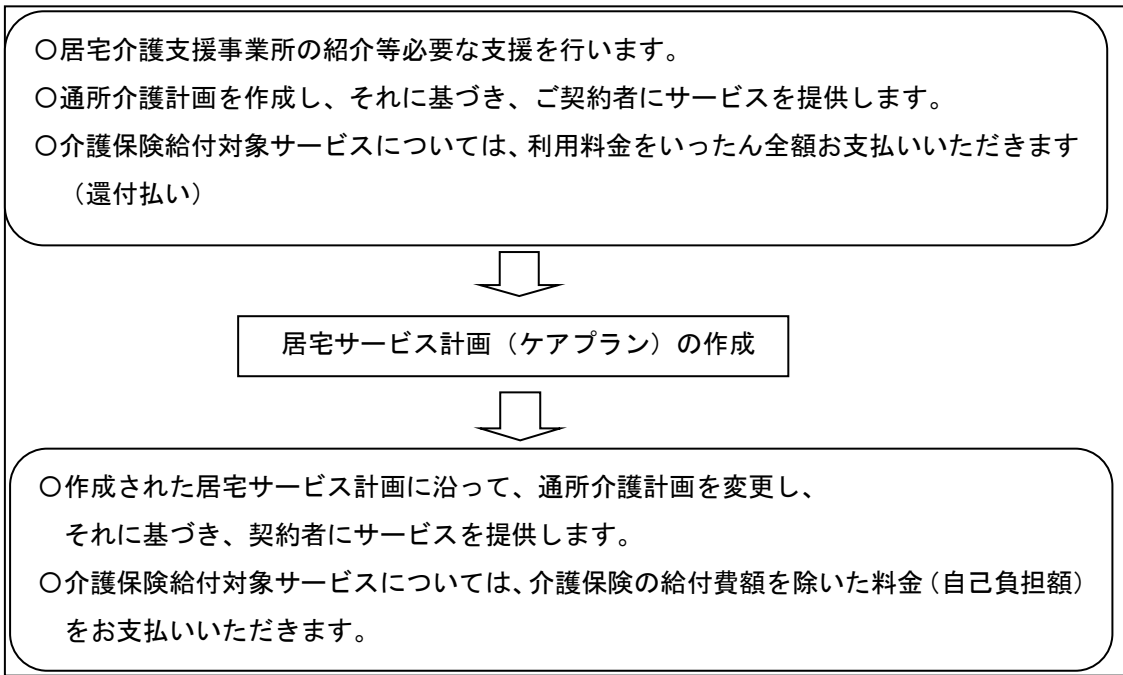 ○居宅介護支援事業所の紹介等必要な支援を行います。
○通所介護計画を作成し、それに基づき、ご契約者にサービスを提供します。
○介護保険給付対象サービスについては、利用料金をいったん全額お支払いいただきます
（還付払い）
居宅サービス計画（ケアプラン）の作成
○作成された居宅サービス計画に沿って、通所介護計画を変更し、
それに基づき、契約者にサービスを提供します。
○介護保険給付対象サービスについては、介護保険の給付費額を除いた料金（自己負担額）
をお支払いいただきます。